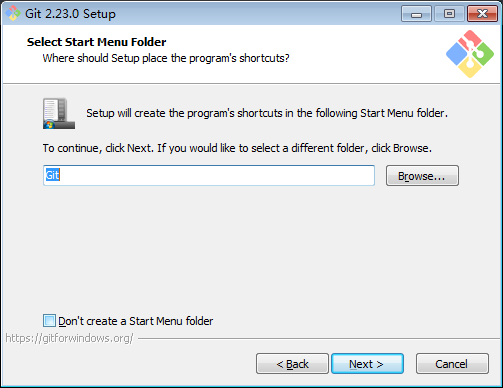 Git 2.23.0 Setup
Select Start Menu Folder
Where should Setup place the program's shortcuts?
Setup will create the program's shortcuts in the following Start Menu folder.
To continue, click Next. If you would like to select a different folder, click Browse.
Git
Browse...
Don't create a Start Menu folder
https://gitforwindows.org/
< Back
Next >
Cancel